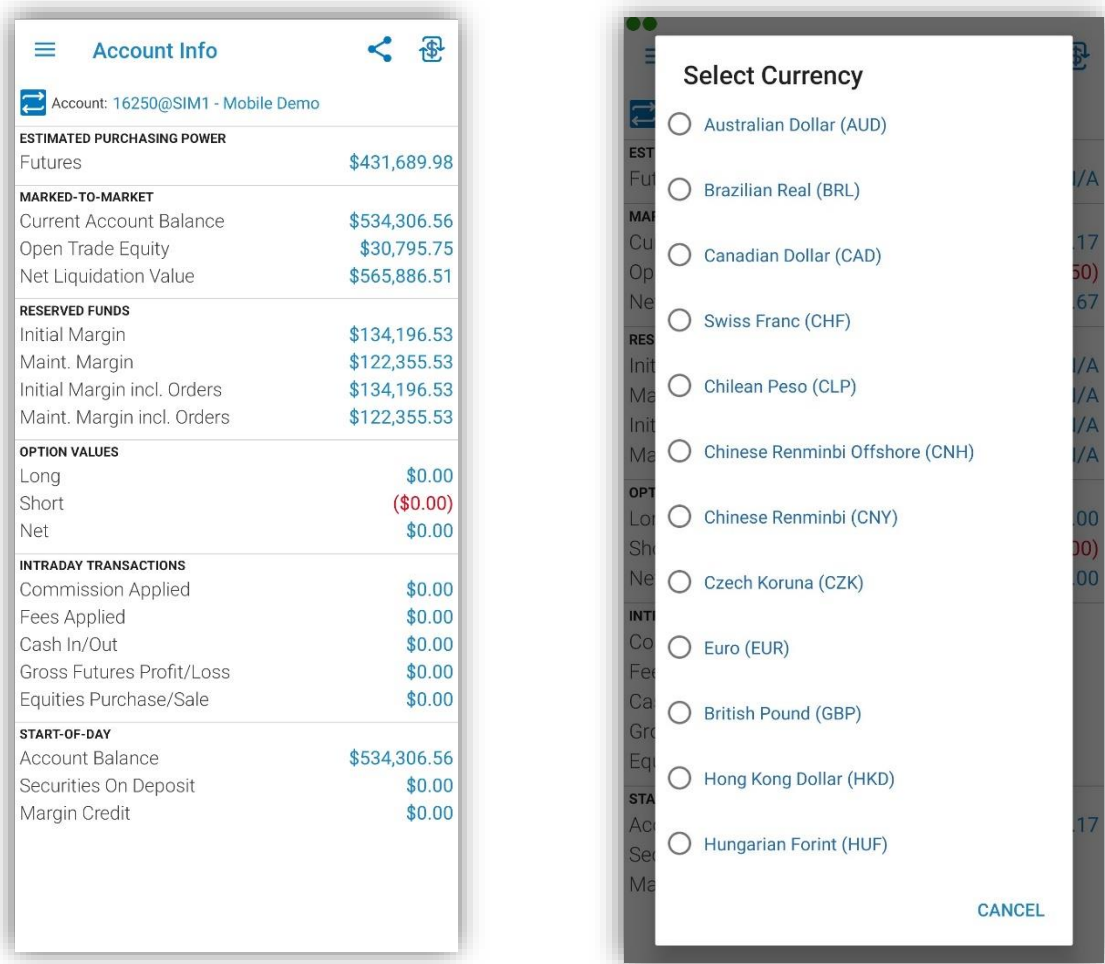 Account Info
Account: 16250@SIM1 - Mobile Demo
ESTIMATED PURCHASING POWER
Futures $431,689.98
MARKED-TO-MARKET
Current Account Balance $534,306.56
Open Trade Equity $30,795.75
Net Liquidation Value $565,886.51
RESERVED FUNDS
Initial Margin $134,196.53
Maint. Margin $122,355.53
Initial Margin incl. Orders $134,196.53
Maint. Margin incl. Orders $122,355.53
OPTION VALUES
Long $0.00
Short ($0.00)
Net $0.00
INTRADAY TRANSACTIONS
Commission Applied $0.00
Fees Applied $0.00
Cash In/Out $0.00
Gross Futures Profit/Loss $0.00
Equities Purchase/Sale $0.00
START-OF-DAY
Account Balance $534,306.56
Securities On Deposit $0.00
Margin Credit $0.00
Select Currency
Australian Dollar (AUD)
Brazilian Real (BRL)
Canadian Dollar (CAD)
Swiss Franc (CHF)
Chilean Peso (CLP)
Chinese Renminbi Offshore (CNH)
Chinese Renminbi (CNY)
Czech Koruna (CZK)
Euro (EUR)
British Pound (GBP)
Hong Kong Dollar (HKD)
Hungarian Forint (HUF)
CANCEL